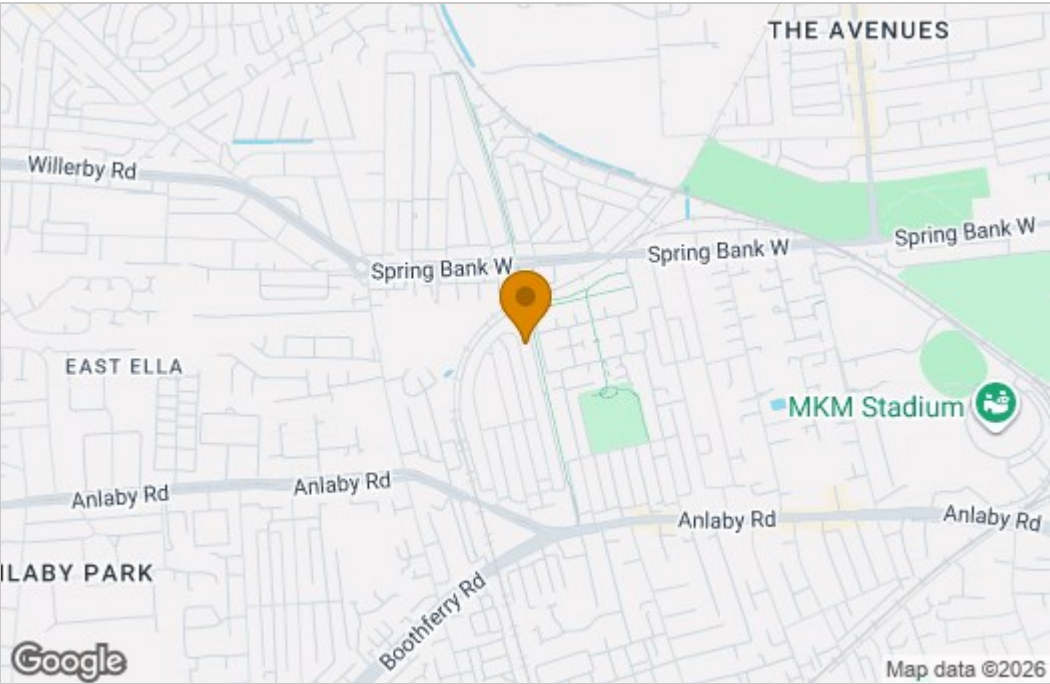 THE AVENUES
Willerby Rd
Spring Bank W
Spring Bank W
Spring Bank W
EAST ELLA
MKM Stadium
Anlaby Rd
Anlaby Rd
Anlaby Rd
Anlaby Rd
ILABY PARK
Boothferry Rd
Google
Map data ©2026